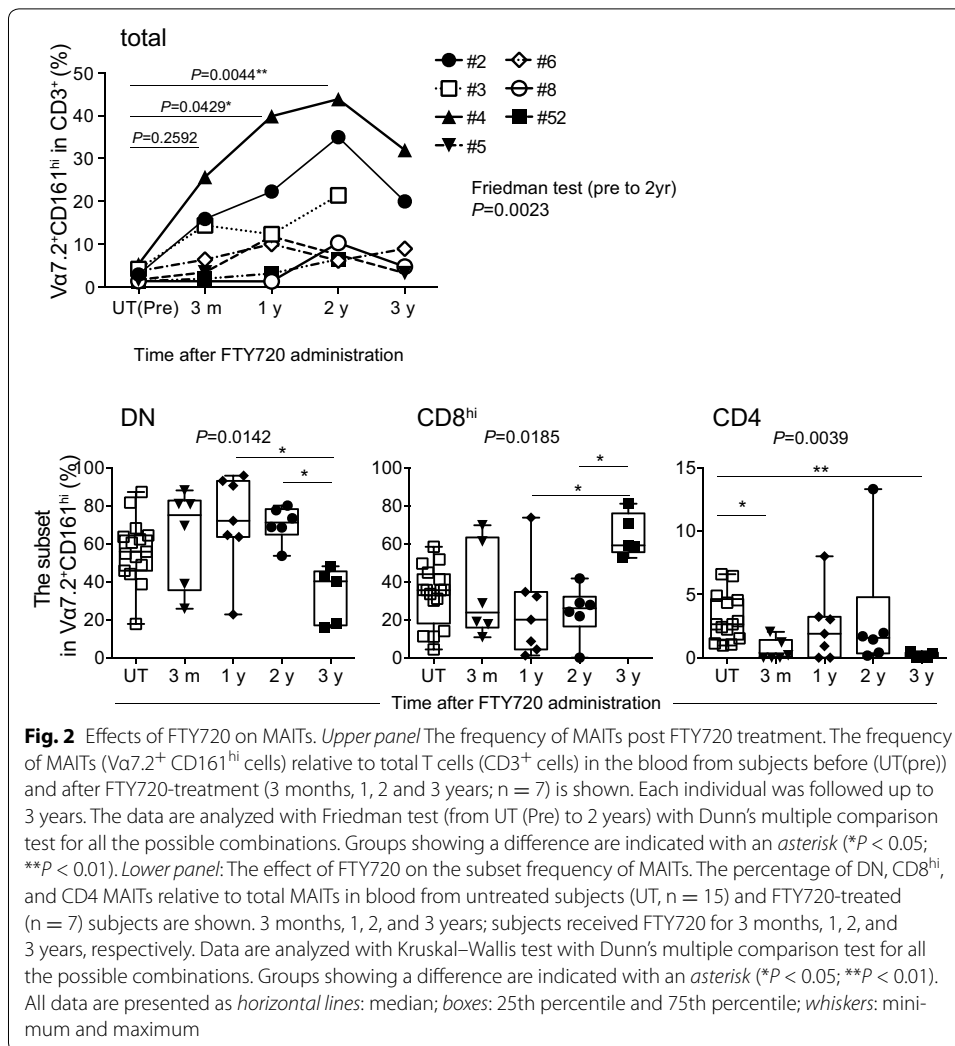 total
Vα7.2⁺CD161ʰⁱ in CD3⁺ (%)
50
40
30
20
10
0
P=0.0044**
P=0.0429*
P=0.2592
UT(Pre) 3 m 1 y 2 y 3 y
Time after FTY720 administration
#2 #6
#3 #8
#4 #52
#5
Friedman test (pre to 2yr)
P=0.0023
The subset
in Vα7.2⁺CD161ʰⁱ (%)
DN
P=0.0142
*
*
100
80
60
40
20
0
UT 3 m 1 y 2 y 3 y
CD8ʰⁱ
P=0.0185
*
*
100
80
60
40
20
0
UT 3 m 1 y 2 y 3 y
CD4
P=0.0039
**
*
15
10
5
0
UT 3 m 1 y 2 y 3 y
Time after FTY720 administration
Fig. 2 Effects of FTY720 on MAITs. Upper panel The frequency of MAITs post FTY720 treatment. The frequency
of MAITs (Vα7.2⁺ CD161ʰⁱ cells) relative to total T cells (CD3⁺ cells) in the blood from subjects before (UT(pre))
and after FTY720-treatment (3 months, 1, 2 and 3 years; n = 7) is shown. Each individual was followed up to
3 years. The data are analyzed with Friedman test (from UT (Pre) to 2 years) with Dunn's multiple comparison
test for all the possible combinations. Groups showing a difference are indicated with an asterisk (*P < 0.05;
**P < 0.01). Lower panel: The effect of FTY720 on the subset frequency of MAITs. The percentage of DN, CD8ʰⁱ,
and CD4 MAITs relative to total MAITs in blood from untreated subjects (UT, n = 15) and FTY720-treated
(n = 7) subjects are shown. 3 months, 1, 2, and 3 years; subjects received FTY720 for 3 months, 1, 2, and
3 years, respectively. Data are analyzed with Kruskal–Wallis test with Dunn's multiple comparison test for all
the possible combinations. Groups showing a difference are indicated with an asterisk (*P < 0.05; **P < 0.01).
All data are presented as horizontal lines: median; boxes: 25th percentile and 75th percentile; whiskers: mini-
mum and maximum